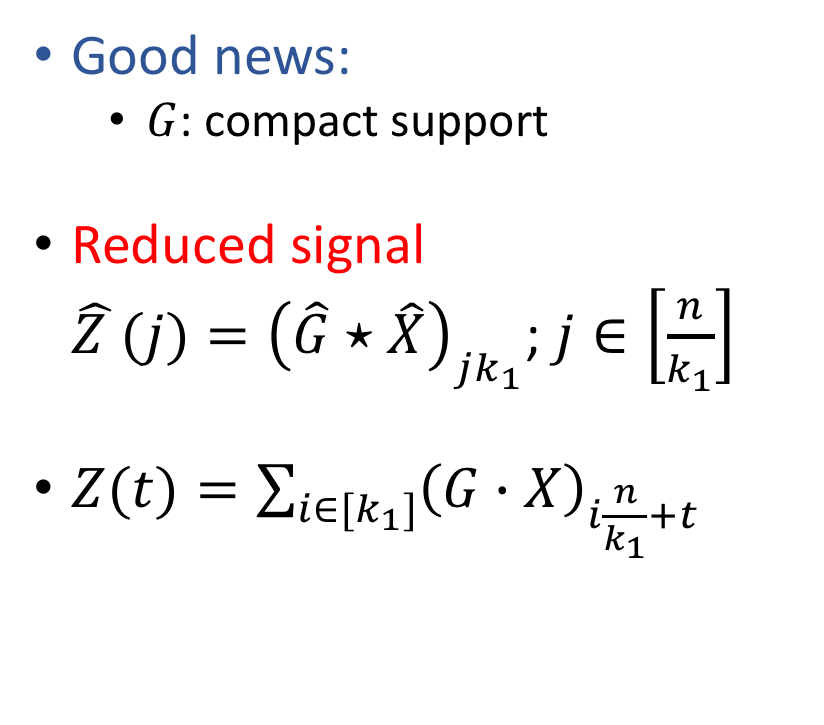 • Good news:
• G: compact support
• Reduced signal
Ẑ (j) = (Ĝ ⋆ X̂)_{jk₁} ; j ∈ [n/k₁]
• Z(t) = ∑_{i∈[k₁]} (G · X)_{i n/k₁ + t}